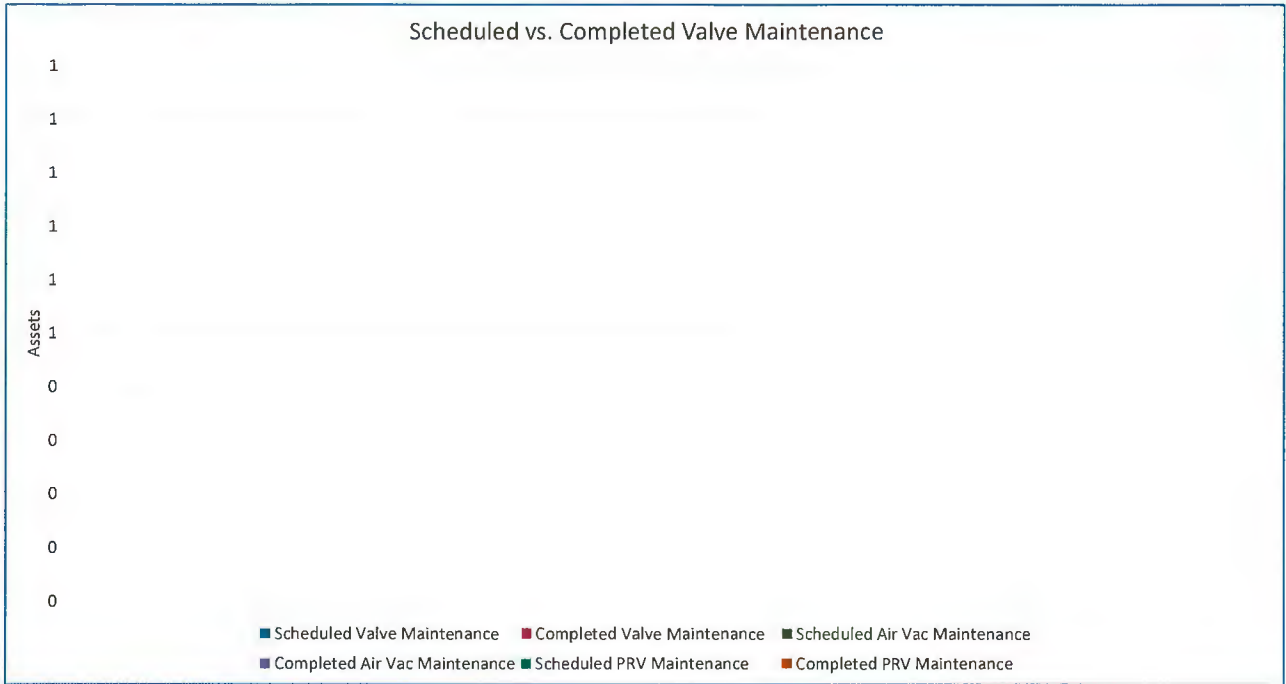 Scheduled vs. Completed Valve Maintenance
1
1
1
1
1
1
0
0
0
0
0
Assets
Scheduled Valve Maintenance Completed Valve Maintenance Scheduled Air Vac Maintenance
Completed Air Vac Maintenance Scheduled PRV Maintenance Completed PRV Maintenance